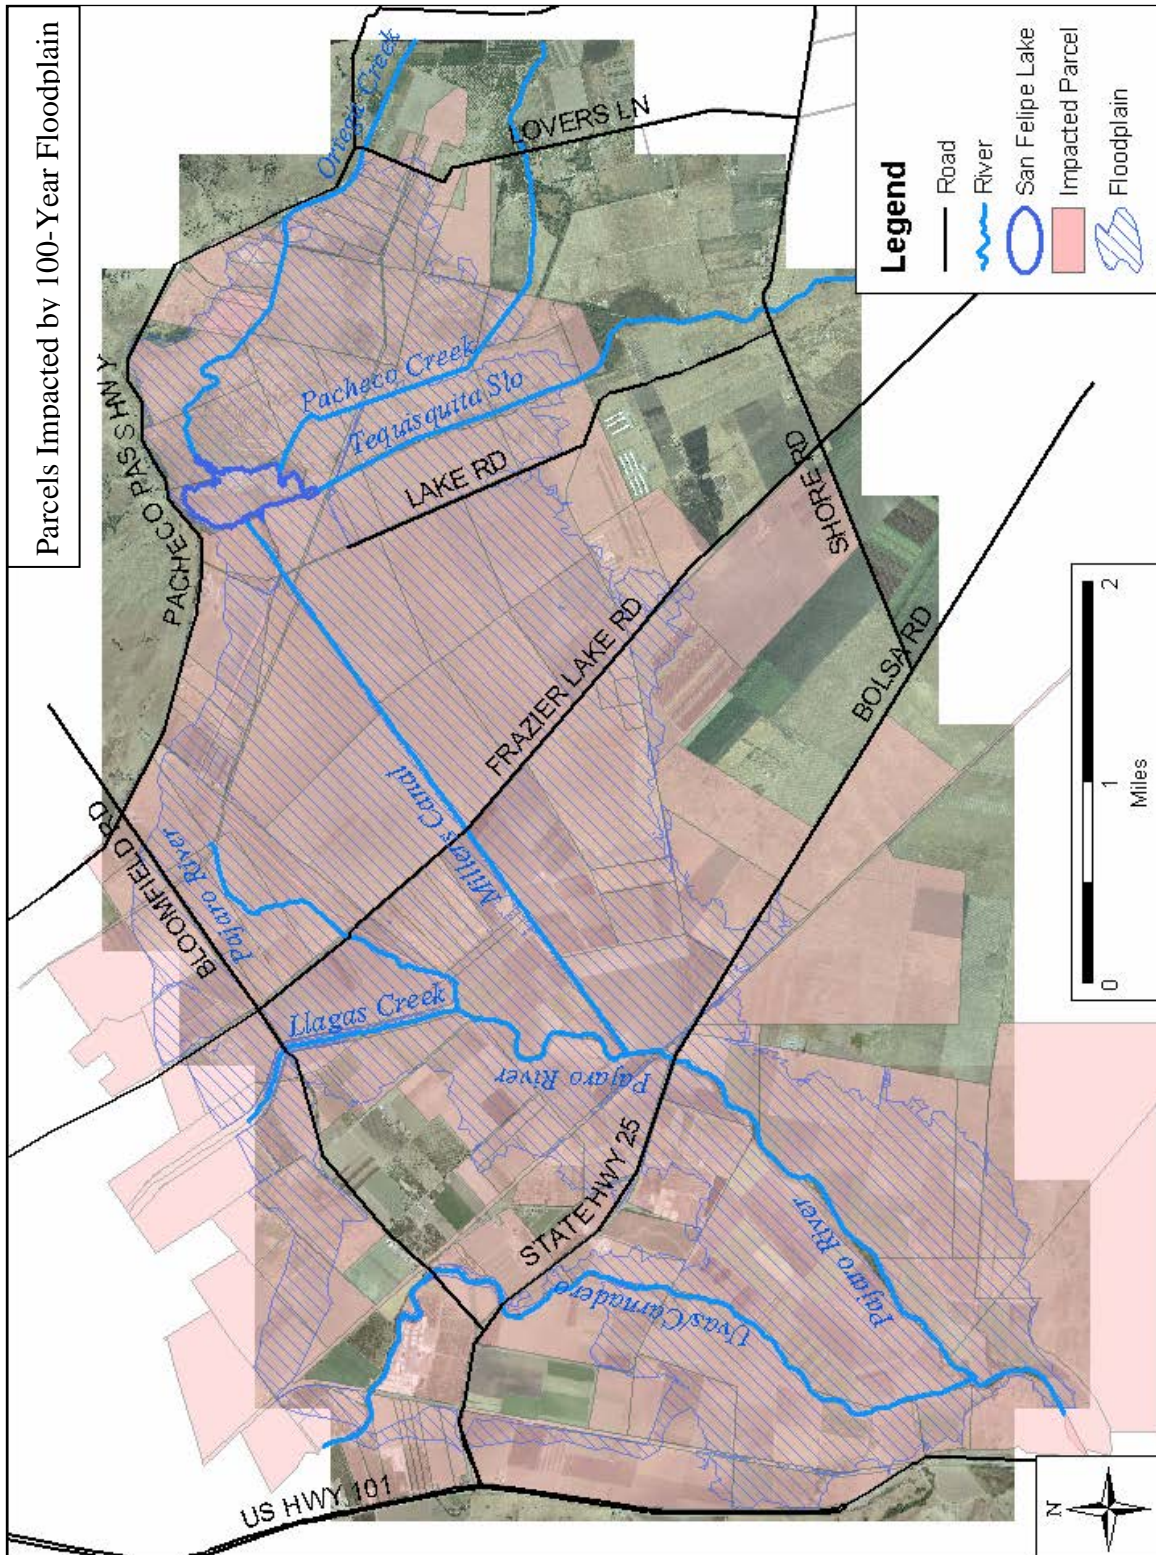 Parcels Impacted by 100-Year Floodplain
PACHECO PASS HWY
Ortega Creek
LOVERS LN
BLOOMFIELD RD
Pajaro River
Pacheco Creek
Tequisquita Slo
LAKE RD
Llagas Creek
Millers Canal
FRAZIER LAKE RD
SHORE RD
Pajaro River
BOLSA RD
US HWY 101
STATE HWY 25
Uvas/Carnadero
Pajaro River
Pajaro River
N
0 1 2
Miles
Legend
Road
River
San Felipe Lake
Impacted Parcel
Floodplain